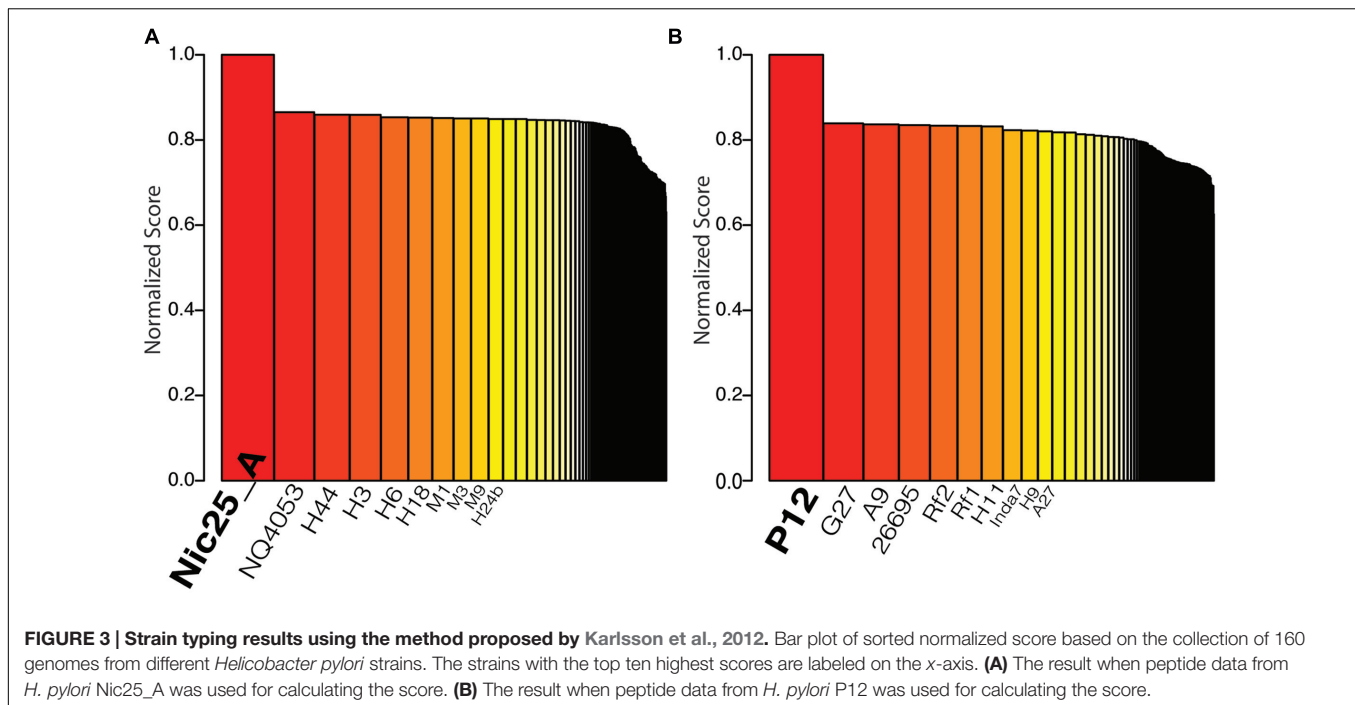 A
1.0
0.8
0.6
0.4
0.2
0.0
Normalized Score
Nic25_A
NQ4053
H44
H3
H6
H18
M1
M3
M9
H24b
B
1.0
0.8
0.6
0.4
0.2
0.0
Normalized Score
P12
G27
A9
26695
Rf2
Rf1
H11
Inda7
H9
A27
FIGURE 3 | Strain typing results using the method proposed by Karlsson et al., 2012. Bar plot of sorted normalized score based on the collection of 160
genomes from different Helicobacter pylori strains. The strains with the top ten highest scores are labeled on the x-axis. (A) The result when peptide data from
H. pylori Nic25_A was used for calculating the score. (B) The result when peptide data from H. pylori P12 was used for calculating the score.